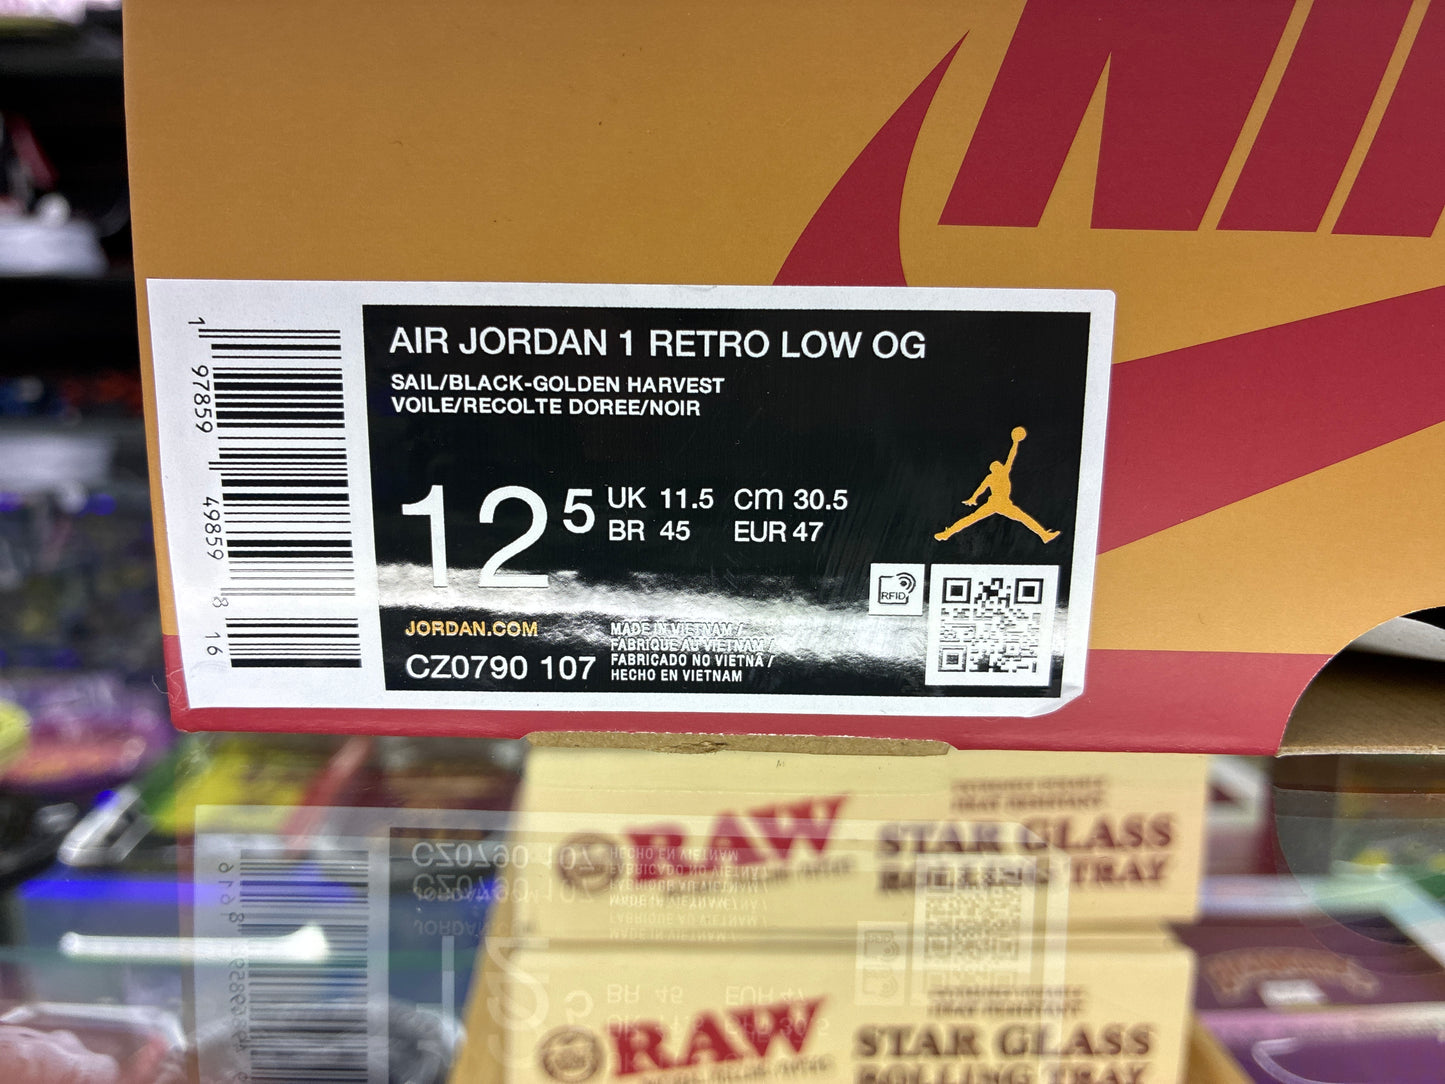 NIK
AIR JORDAN 1 RETRO LOW OG
SAIL/BLACK-GOLDEN HARVEST
VOILE/RECOLTE DOREE/NOIR
12 5
UK 11.5 cm 30.5
BR 45 EUR 47
RFID
JORDAN.COM
CZ0790 107
MADE IN VIETNAM /
FABRIQUE AU VIETNAM /
FABRICADO NO VIETNÃ /
HECHO EN VIETNAM
1 97859 49859 8 16
RAW
STAR GLASS
ROLLING TRAY
RAW
STAR GLASS
ROLLING TRAY